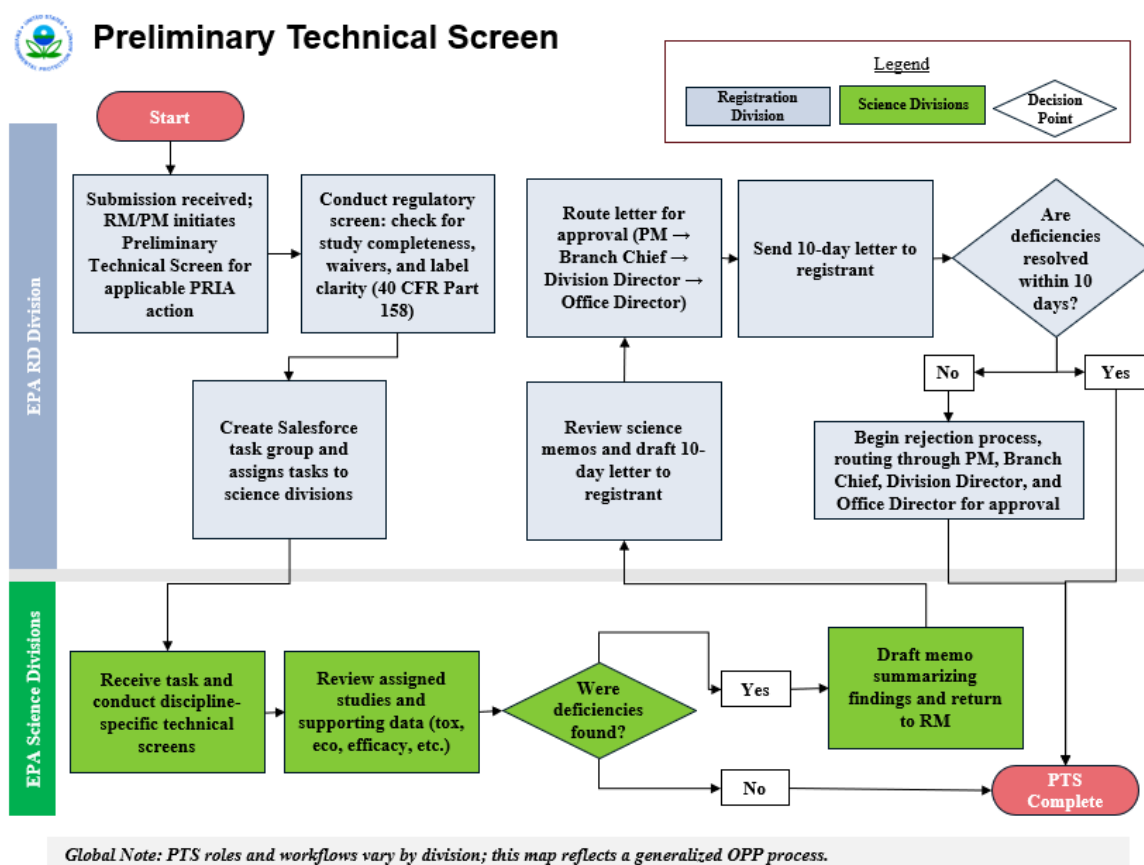 Preliminary Technical Screen
Legend
Registration
Division
Science Divisions
Decision
Point
EPA RD Division
Start
Submission received;
RM/PM initiates
Preliminary
Technical Screen for
applicable PRIA
action
Conduct regulatory
screen: check for
study completeness,
waivers, and label
clarity (40 CFR Part
158)
Create Salesforce
task group and
assigns tasks to
science divisions
Route letter for
approval (PM →
Branch Chief →
Division Director →
Office Director)
Send 10-day letter to
registrant
Are
deficiencies
resolved
within 10
days?
No
Yes
Review science
memos and draft 10-
day letter to
registrant
Begin rejection process,
routing through PM, Branch
Chief, Division Director, and
Office Director for approval
EPA Science Divisions
Receive task and
conduct discipline-
specific technical
screens
Review assigned
studies and
supporting data (tox,
eco, efficacy, etc.)
Were
deficiencies
found?
Yes
No
Draft memo
summarizing
findings and return
to RM
PTS
Complete
Global Note: PTS roles and workflows vary by division; this map reflects a generalized OPP process.